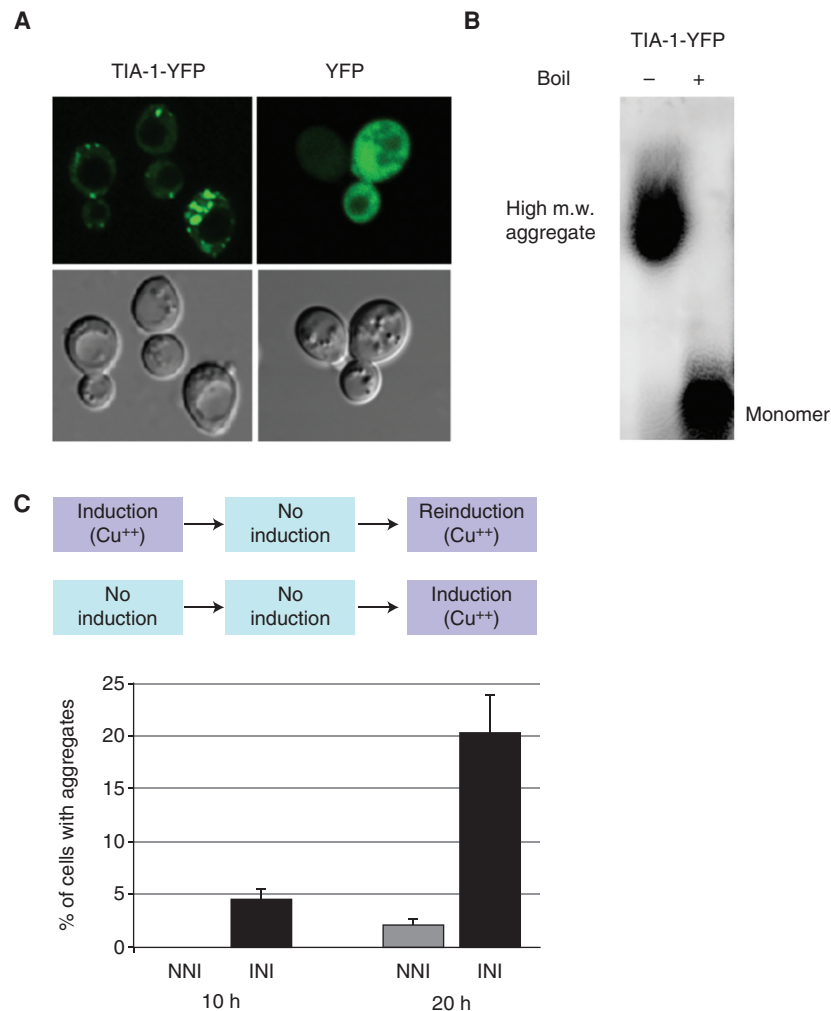 A
TIA-1-YFP
YFP
B
TIA-1-YFP
Boil
– +
High m.w.
aggregate
Monomer
C
Induction
(Cu++)
No
induction
Reinduction
(Cu++)
No
induction
No
induction
Induction
(Cu++)
% of cells with aggregates
25
20
15
10
5
0
NNI INI NNI INI
10 h 20 h